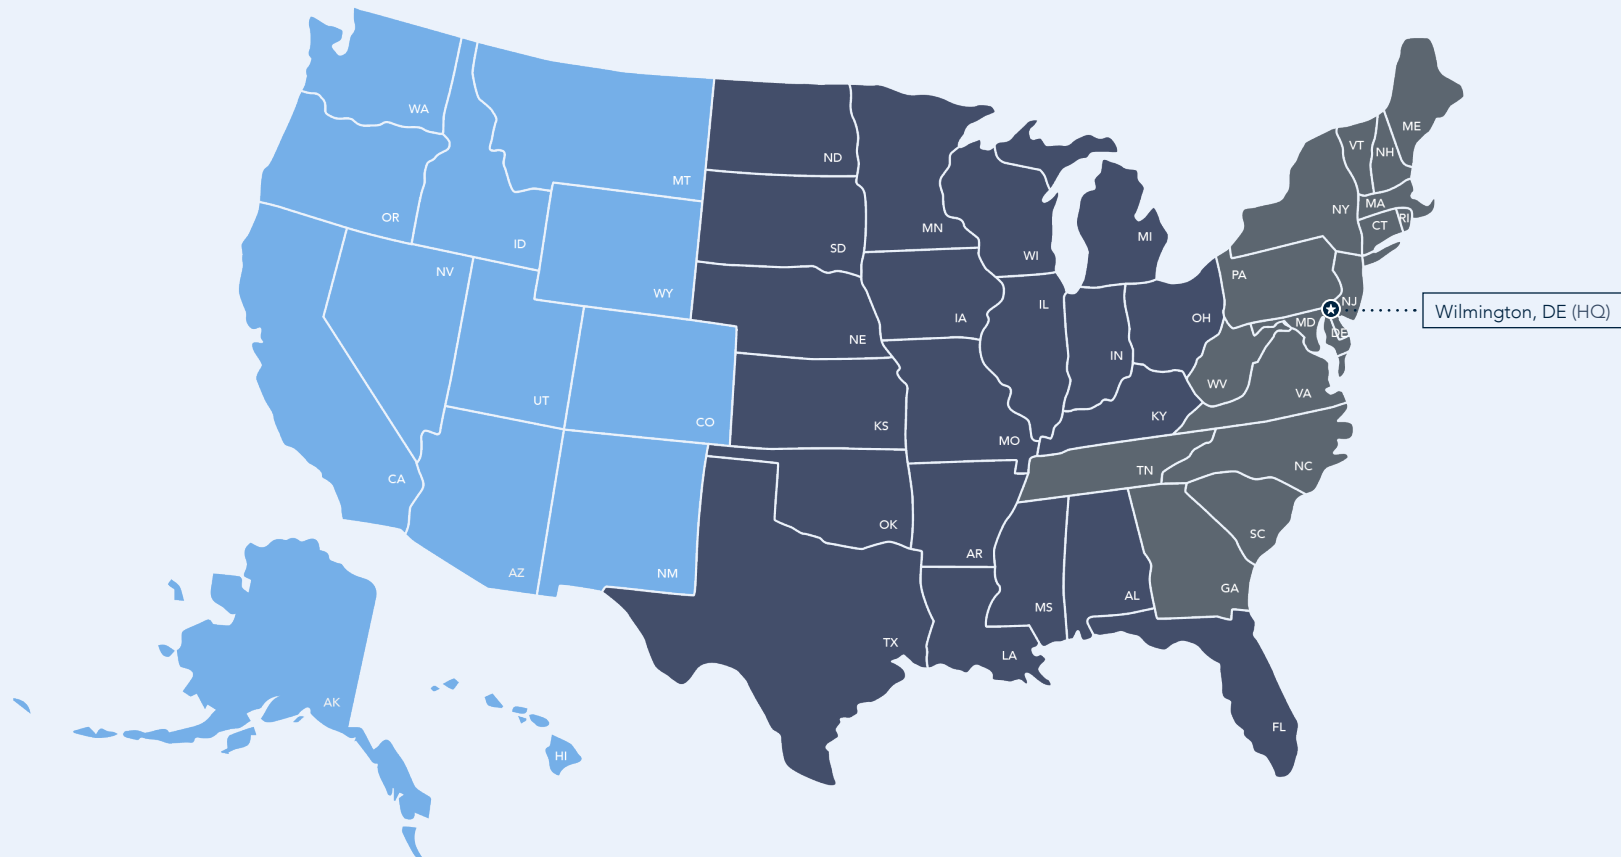 ME
WA
VT
NH
ND
MT
MA
NY
RI
OR
CT
MN
MI
ID
SD
WI
NV
PA
WY
NJ
IL
Wilmington, DE (HQ)
IA
OH
MD
DE
NE
IN
WV
VA
UT
KY
CO
KS
MO
NC
TN
CA
OK
SC
AR
AZ
NM
GA
AL
MS
TX
LA
AK
FL
HI